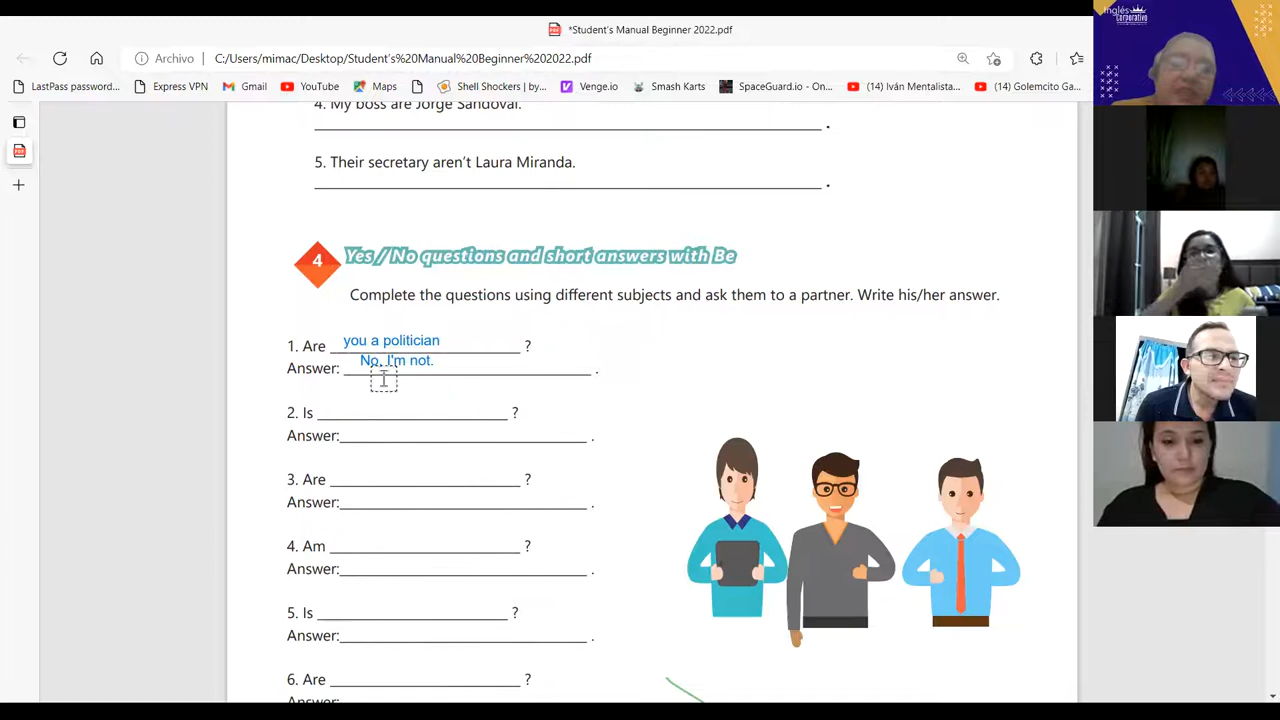 *Student's Manual Beginner 2022.pdf
Archivo
C:/Users/mimac/Desktop/Student's%20Manual%20Beginner%202022.pdf
LastPass password...
Express VPN
Gmail
YouTube
Maps
Shell Shockers | by...
Venge.io
Smash Karts
SpaceGuard.io - On...
(14) Iván Mentalista...
(14) Golemcito Ga...
Inglés
Corporativo
4. My boss are Jorge Sandoval.
.
5. Their secretary aren't Laura Miranda.
.
4
Yes / No questions and short answers with Be
Complete the questions using different subjects and ask them to a partner. Write his/her answer.
1. Are you a politician ?
Answer: No, I'm not. .
2. Is ?
Answer: .
3. Are ?
Answer: .
4. Am ?
Answer: .
5. Is ?
Answer: .
6. Are ?
Answer: